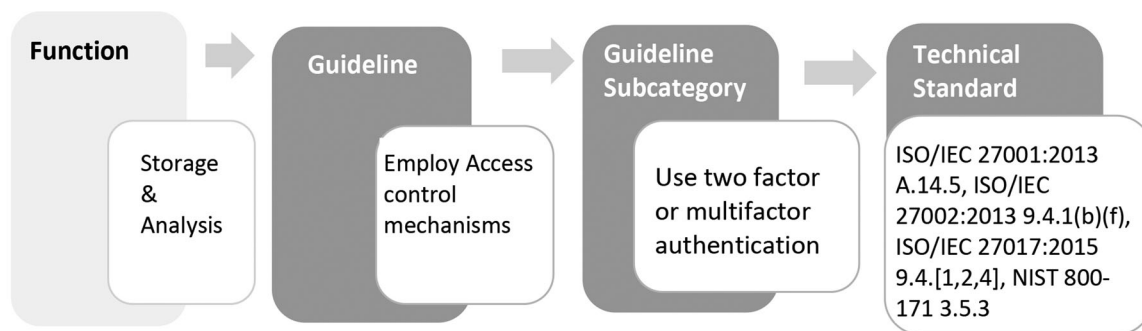 Function
Storage
&
Analysis
Guideline
Employ Access
control
mechanisms
Guideline
Subcategory
Use two factor
or multifactor
authentication
Technical
Standard
ISO/IEC 27001:2013
A.14.5, ISO/IEC
27002:2013 9.4.1(b)(f),
ISO/IEC 27017:2015
9.4.[1,2,4], NIST 800-
171 3.5.3